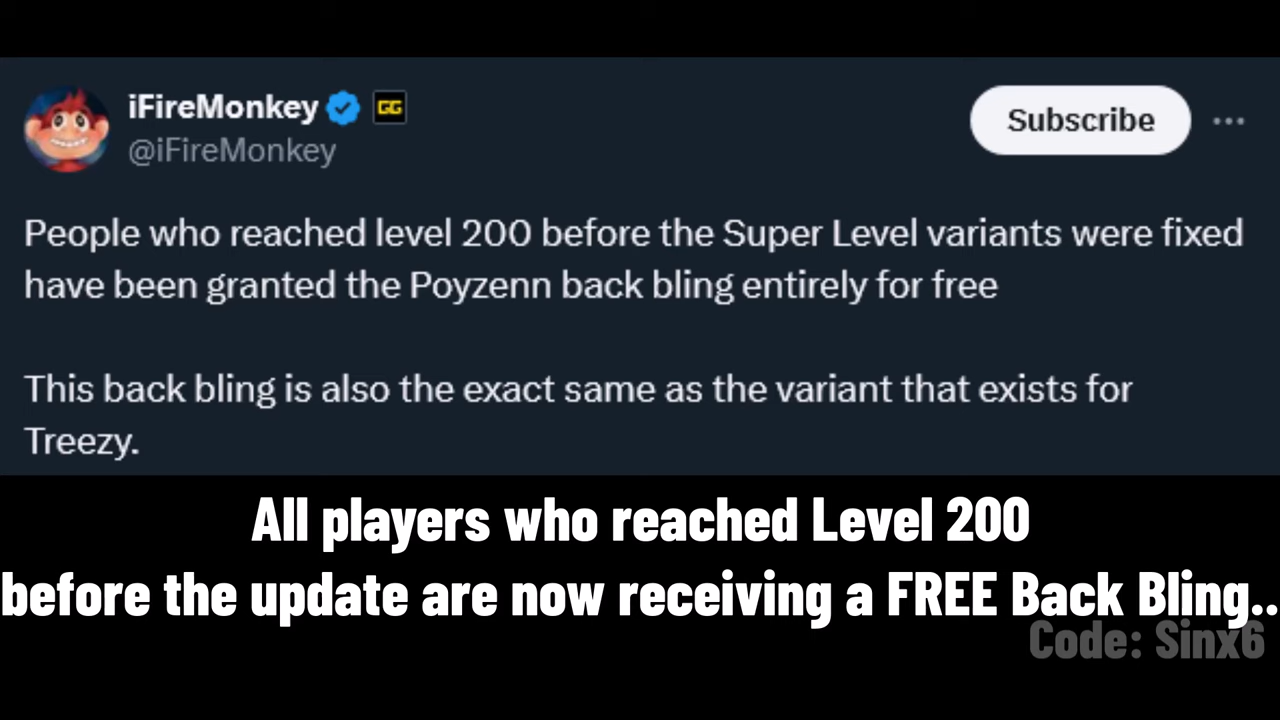 iFireMonkey GG
Subscribe
@iFireMonkey
People who reached level 200 before the Super Level variants were fixed
have been granted the Poyzenn back bling entirely for free
This back bling is also the exact same as the variant that exists for
Treezy.
All players who reached Level 200
before the update are now receiving a FREE Back Bling..
Code: Sinx6